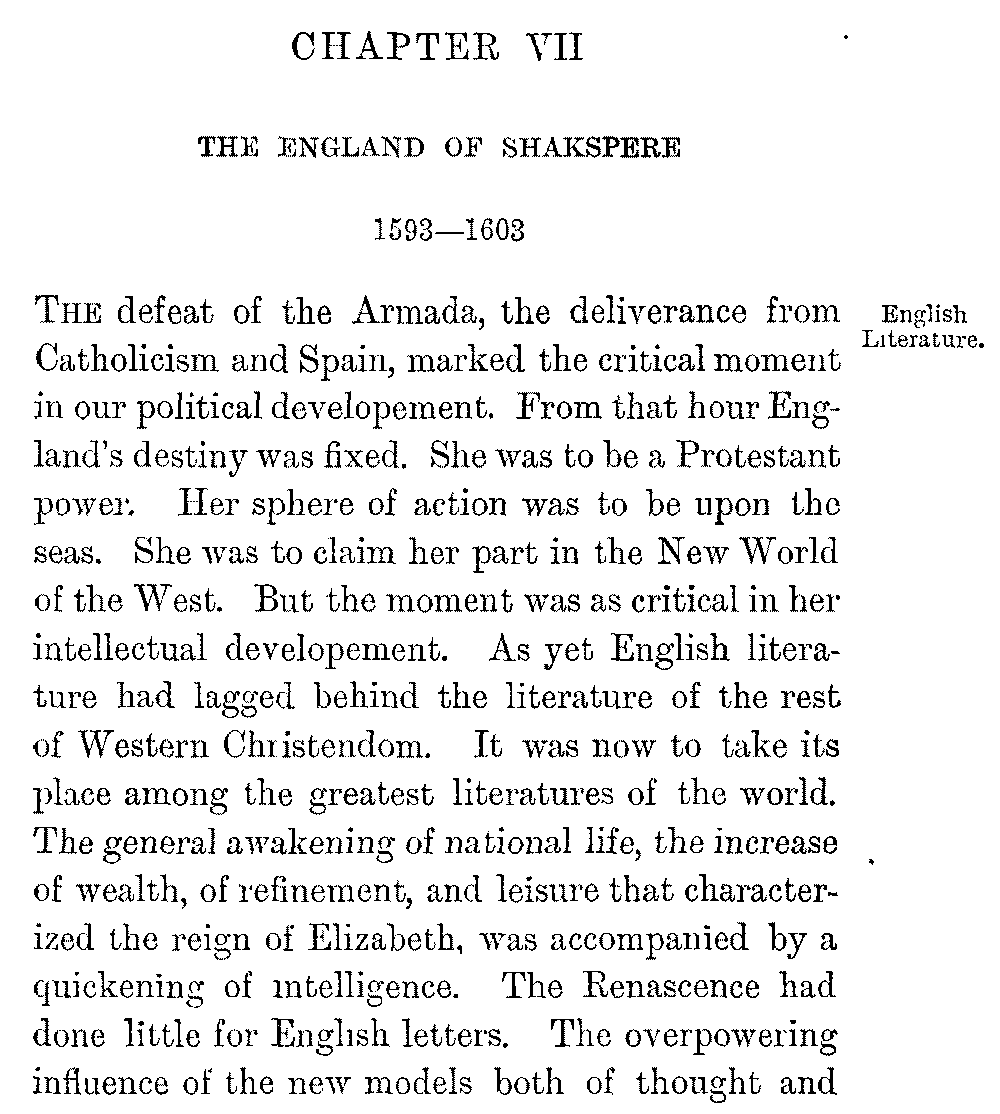 CHAPTER VII
THE ENGLAND OF SHAKSPERE
1593—1603
THE defeat of the Armada, the deliverance from
English
Literature.
Catholicism and Spain, marked the critical moment
in our political developement. From that hour Eng-
land's destiny was fixed. She was to be a Protestant
power. Her sphere of action was to be upon the
seas. She was to claim her part in the New World
of the West. But the moment was as critical in her
intellectual developement. As yet English litera-
ture had lagged behind the literature of the rest
of Western Christendom. It was now to take its
place among the greatest literatures of the world.
The general awakening of national life, the increase
of wealth, of refinement, and leisure that character-
ized the reign of Elizabeth, was accompanied by a
quickening of intelligence. The Renascence had
done little for English letters. The overpowering
influence of the new models both of thought and